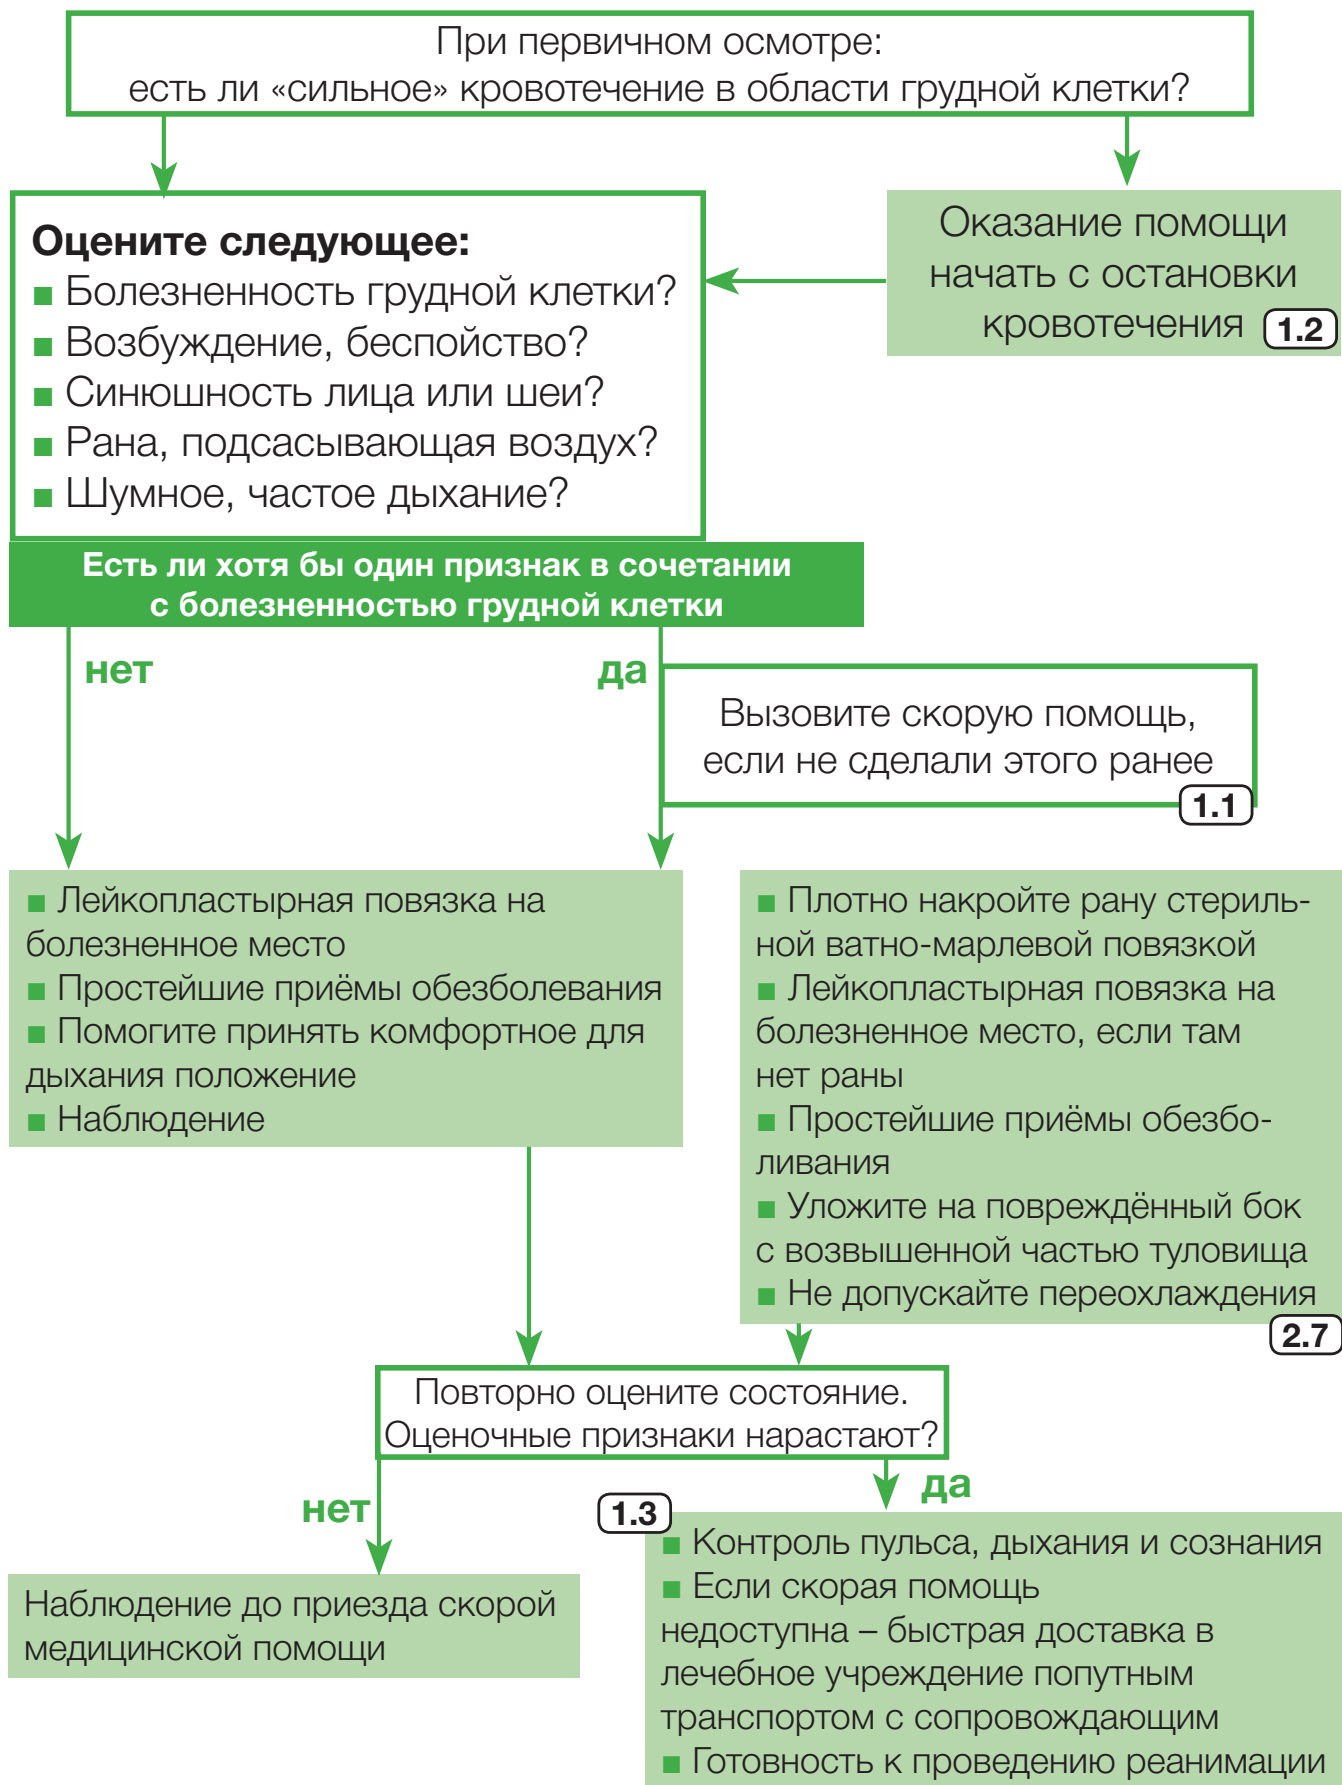 При первичном осмотре:
есть ли «сильное» кровотечение в области грудной клетки?
Оцените следующее:
■ Болезненность грудной клетки?
■ Возбуждение, беспойство?
■ Синюшность лица или шеи?
■ Рана, подсасывающая воздух?
■ Шумное, частое дыхание?
Оказание помощи
начать с остановки
кровотечения 1.2
Есть ли хотя бы один признак в сочетании
с болезненностью грудной клетки
нет
да
Вызовите скорую помощь,
если не сделали этого ранее
1.1
■ Лейкопластырная повязка на
болезненное место
■ Простейшие приёмы обезболевания
■ Помогите принять комфортное для
дыхания положение
■ Наблюдение
■ Плотно накройте рану стериль-
ной ватно-марлевой повязкой
■ Лейкопластырная повязка на
болезненное место, если там
нет раны
■ Простейшие приёмы обезбо-
ливания
■ Уложите на повреждённый бок
с возвышенной частью туловища
■ Не допускайте переохлаждения
2.7
Повторно оцените состояние.
Оценочные признаки нарастают?
нет
да
Наблюдение до приезда скорой
медицинской помощи
1.3
■ Контроль пульса, дыхания и сознания
■ Если скорая помощь
недоступна – быстрая доставка в
лечебное учреждение попутным
транспортом с сопровождающим
■ Готовность к проведению реанимации